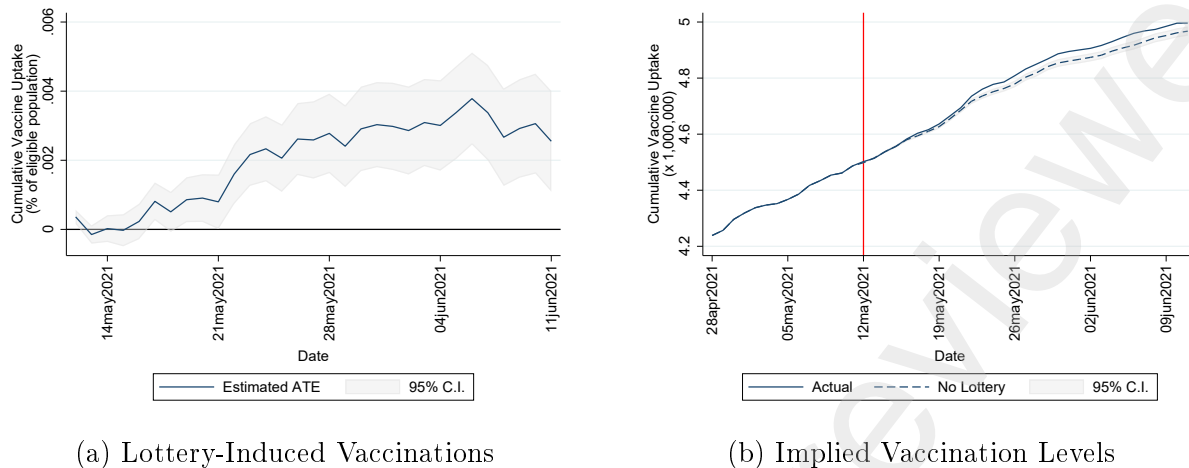 Cumulative Vaccine Uptake
(% of eligible population)
.006
.004
.002
0
14may2021
21may2021
28may2021
04jun2021
11jun2021
Date
Estimated ATE
95% C.I.
(a) Lottery-Induced Vaccinations
Cumulative Vaccine Uptake
(x 1,000,000)
5
4.8
4.6
4.4
4.2
28apr2021
05may2021
12may2021
19may2021
26may2021
02jun2021
09jun2021
Date
Actual
No Lottery
95% C.I.
(b) Implied Vaccination Levels
viewe